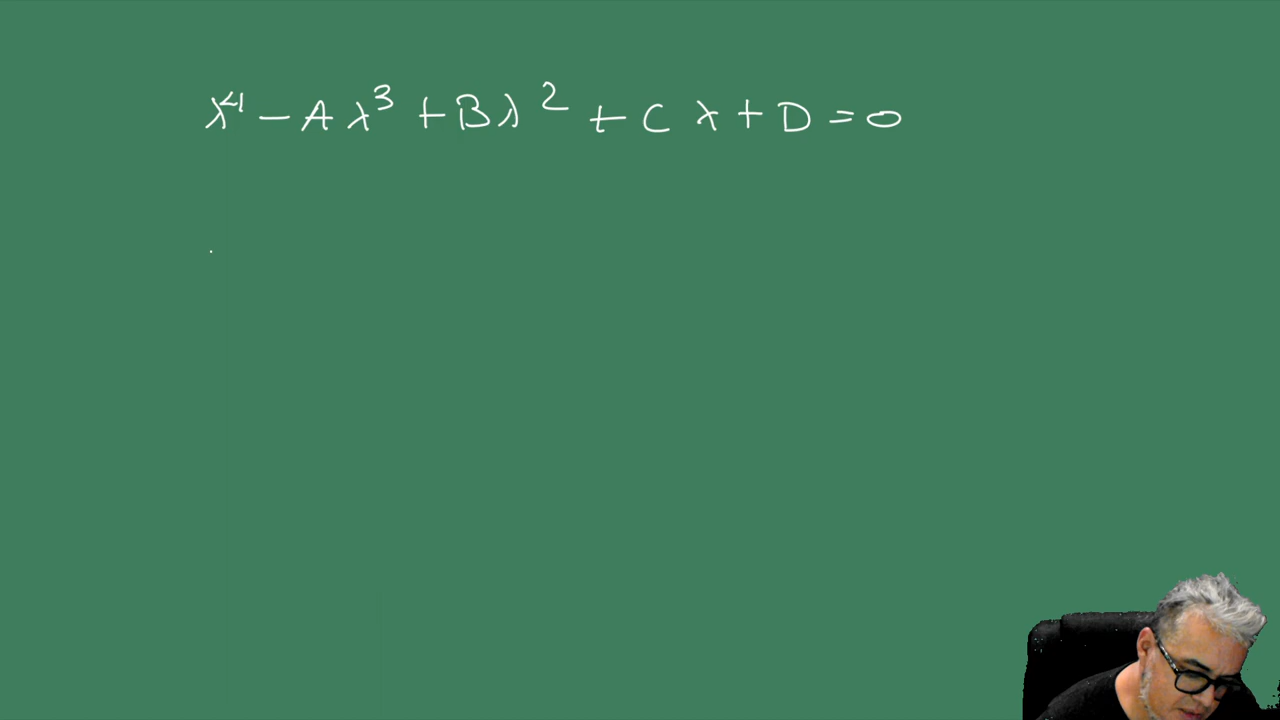 λ⁴ - Aλ³ + Bλ² + Cλ + D = 0